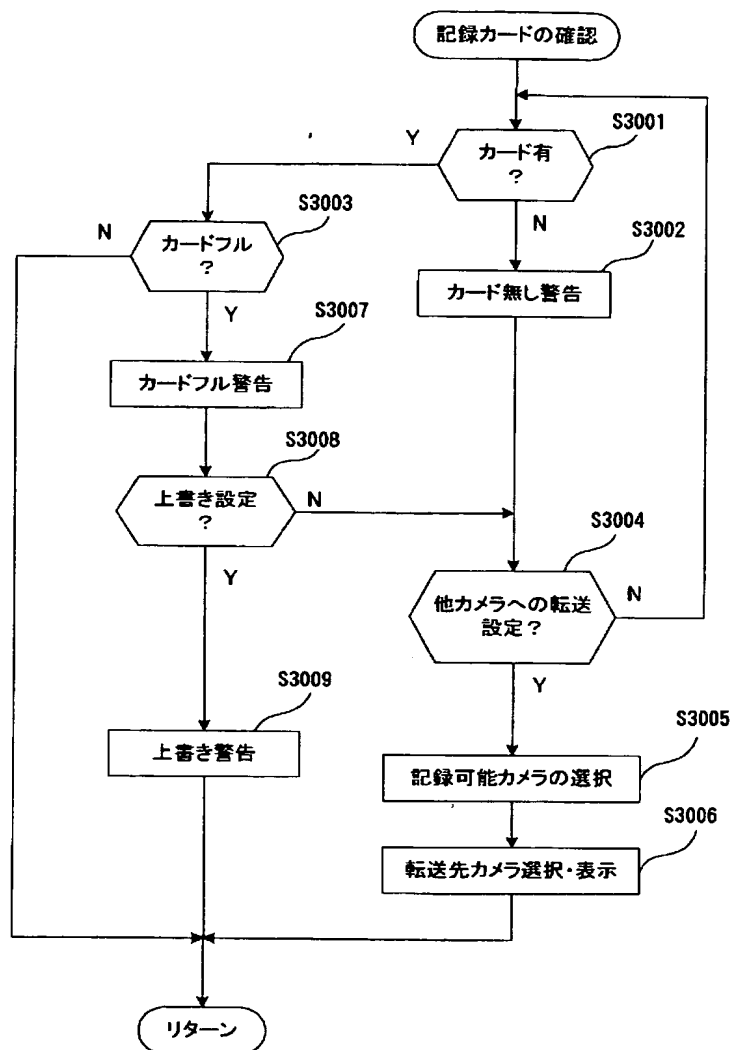 記録カードの確認
S3001
Y
カード有
?
S3003
N
N
カードフル
?
S3002
カード無し警告
Y
S3007
カードフル警告
S3008
上書き設定
?
N
S3004
Y
他カメラへの転送
設定?
N
Y
S3009
上書き警告
S3005
記録可能カメラの選択
S3006
転送先カメラ選択・表示
リターン